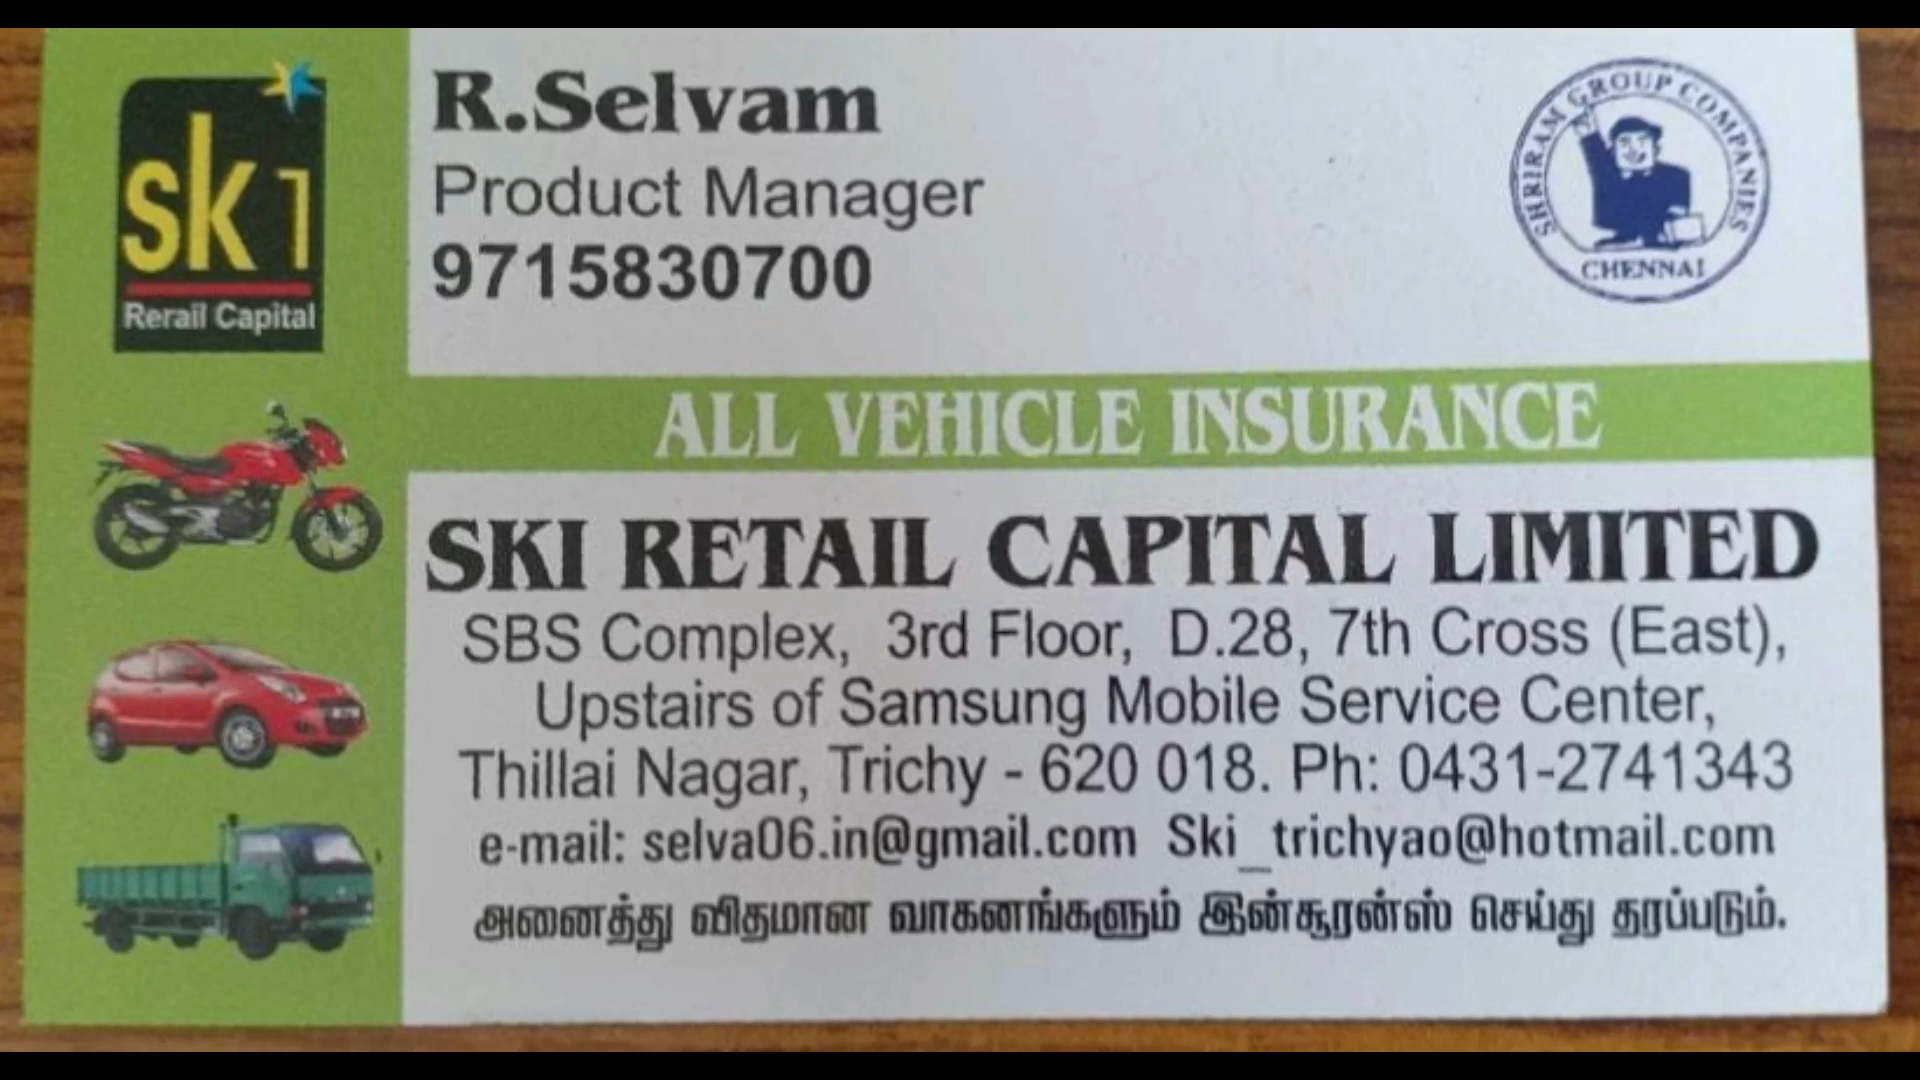 sk1
Rerail Capital
R.Selvam
Product Manager
9715830700
SHRIRAM GROUP COMPANIES
CHENNAI
ALL VEHICLE INSURANCE
SKI RETAIL CAPITAL LIMITED
SBS Complex, 3rd Floor, D.28, 7th Cross (East),
Upstairs of Samsung Mobile Service Center,
Thillai Nagar, Trichy - 620 018. Ph: 0431-2741343
e-mail: selva06.in@gmail.com Ski_trichyao@hotmail.com
அனைத்து விதமான வாகனங்களும் இன்சூரன்ஸ் செய்து தரப்படும்.